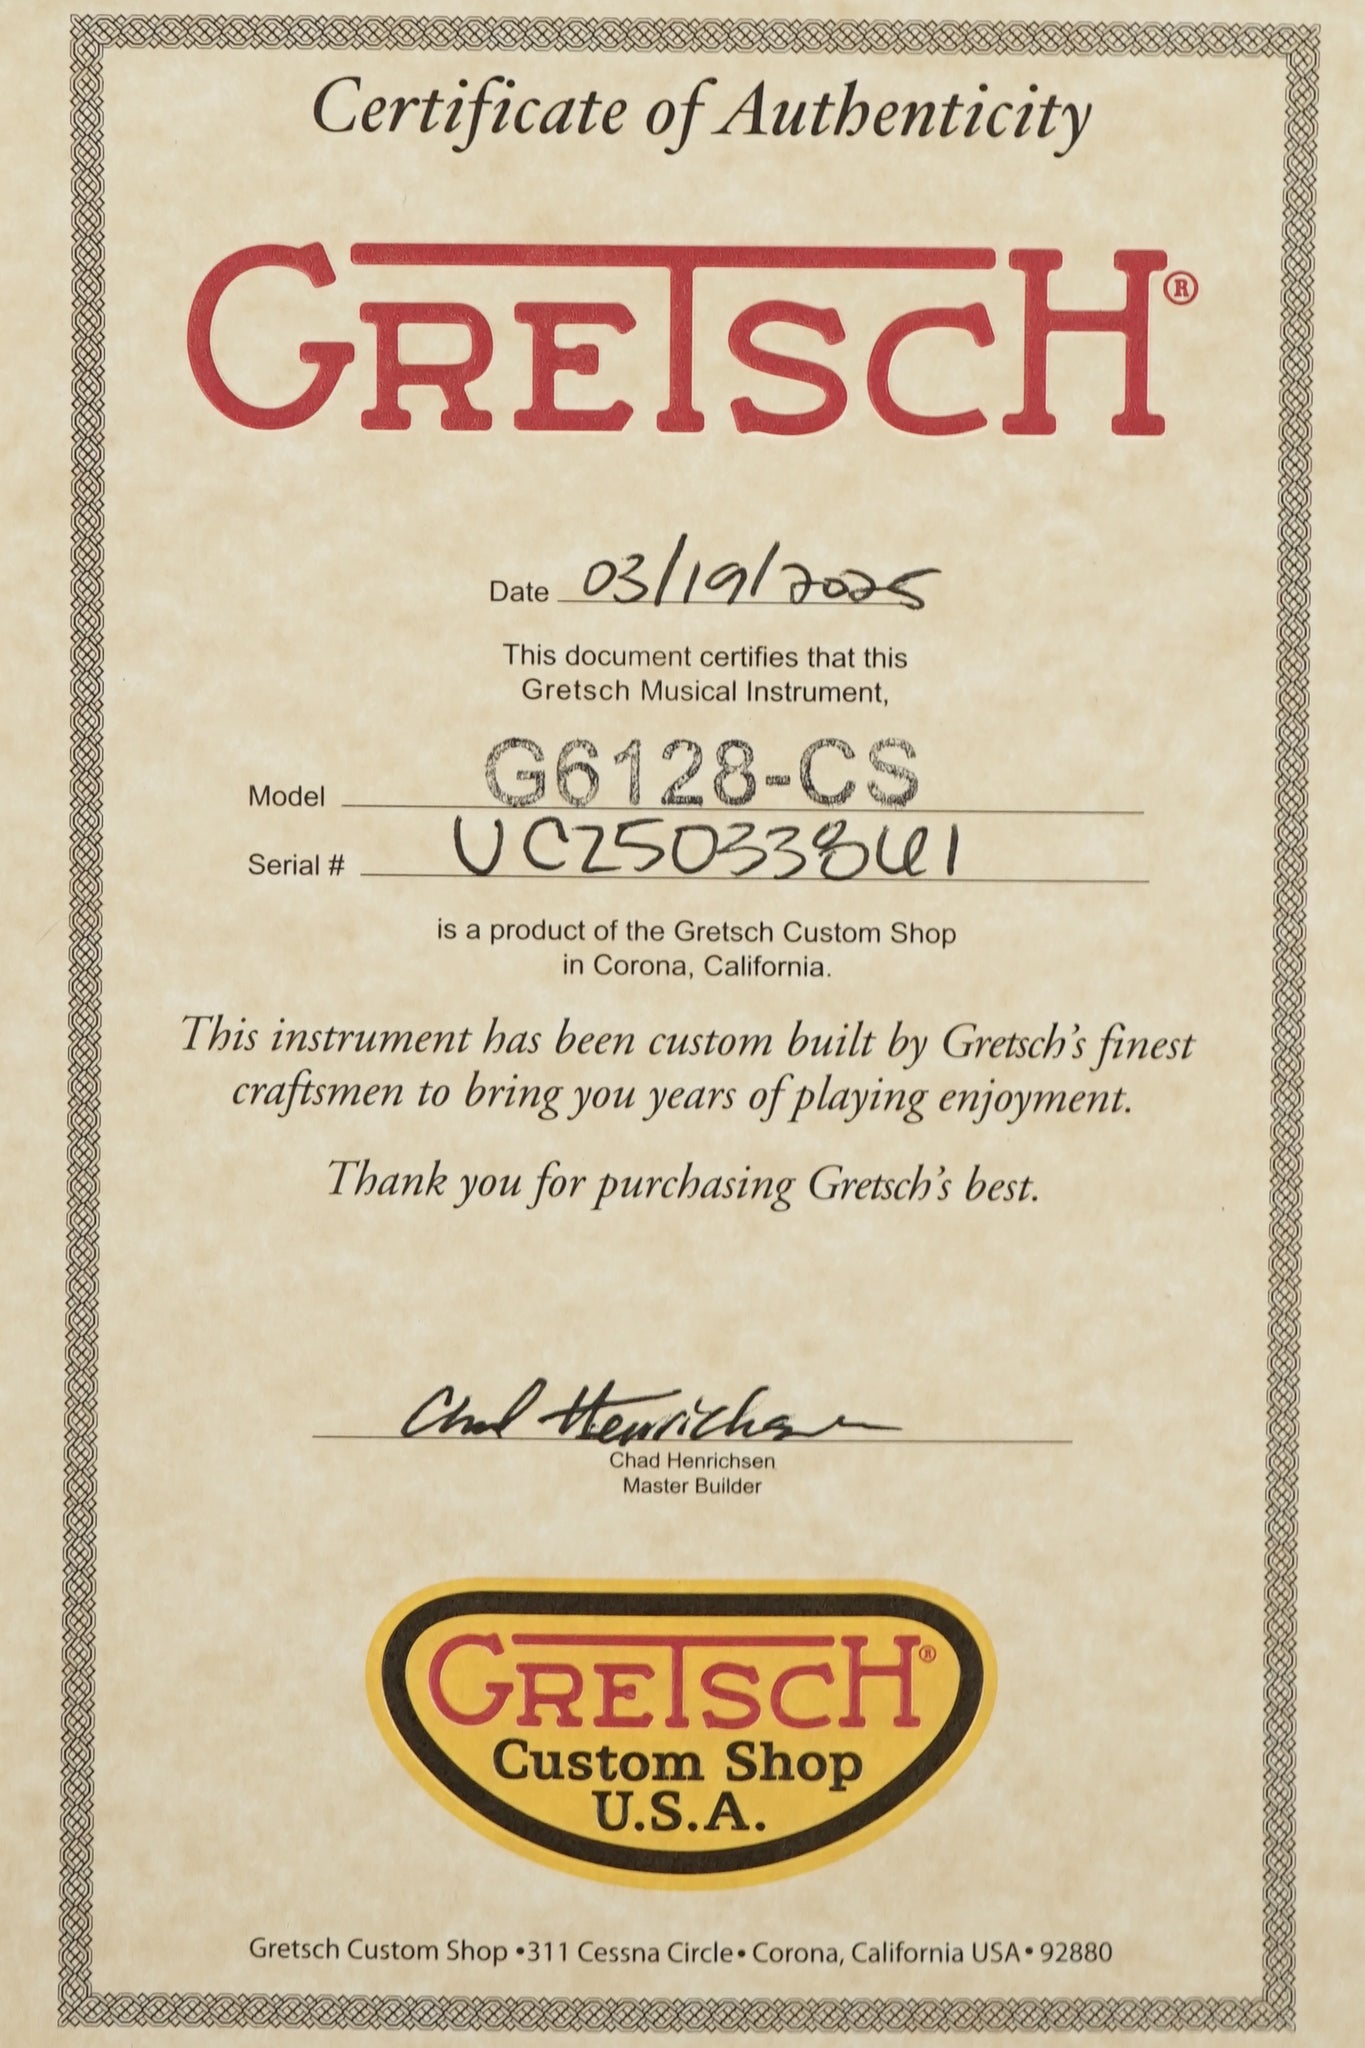 Certificate of Authenticity
GRETSCH®
Date 03/19/2025
This document certifies that this
Gretsch Musical Instrument,
Model G6128-CS
Serial # UC25033861
is a product of the Gretsch Custom Shop
in Corona, California.
This instrument has been custom built by Gretsch's finest
craftsmen to bring you years of playing enjoyment.
Thank you for purchasing Gretsch's best.
Chad Henrichsen
Chad Henrichsen
Master Builder
GRETSCH®
Custom Shop
U.S.A.
Gretsch Custom Shop •311 Cessna Circle• Corona, California USA• 92880